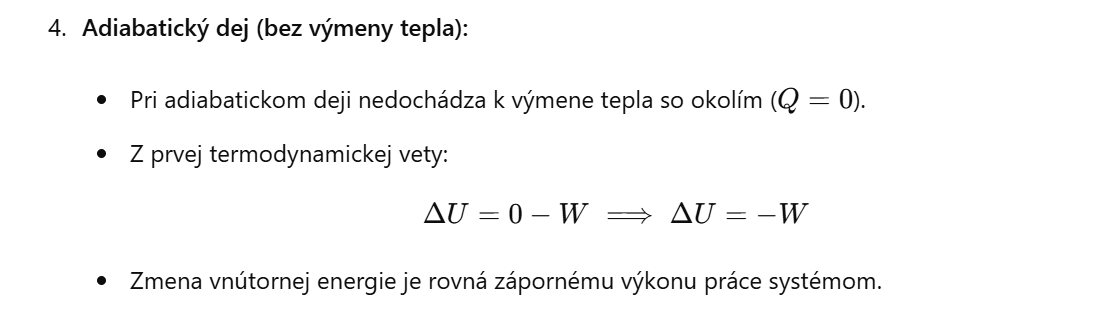 4. Adiabatický dej (bez výmeny tepla):
• Pri adiabatickom deji nedochádza k výmene tepla so okolím (Q = 0).
• Z prvej termodynamickej vety:
ΔU = 0 − W ⟹ ΔU = −W
• Zmena vnútornej energie je rovná zápornému výkonu práce systémom.